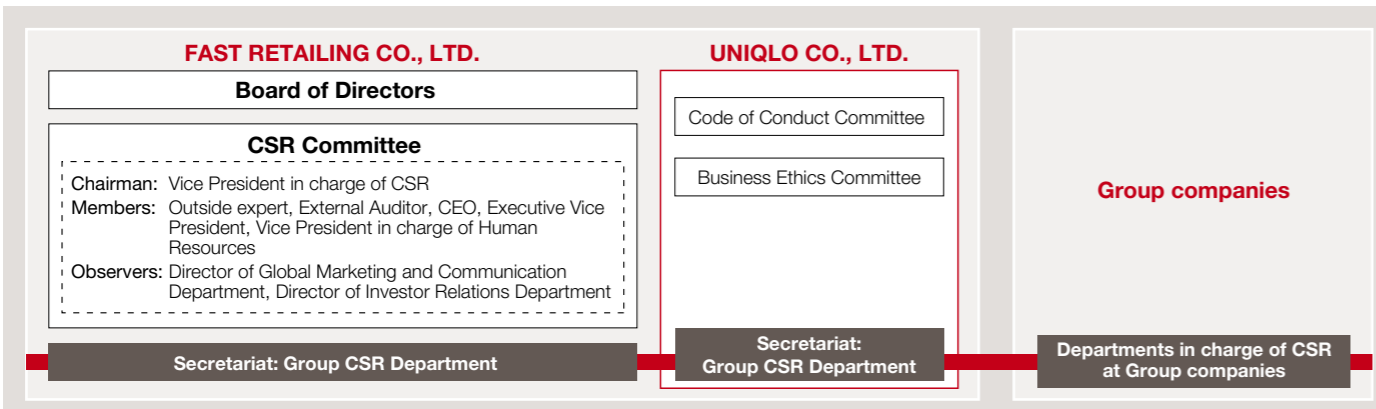 FAST RETAILING CO., LTD.
Board of Directors
CSR Committee
Chairman: Vice President in charge of CSR
Members: Outside expert, External Auditor, CEO, Executive Vice
President, Vice President in charge of Human
Resources
Observers: Director of Global Marketing and Communication
Department, Director of Investor Relations Department
Secretariat: Group CSR Department
UNIQLO CO., LTD.
Code of Conduct Committee
Business Ethics Committee
Secretariat:
Group CSR Department
Group companies
Departments in charge of CSR
at Group companies